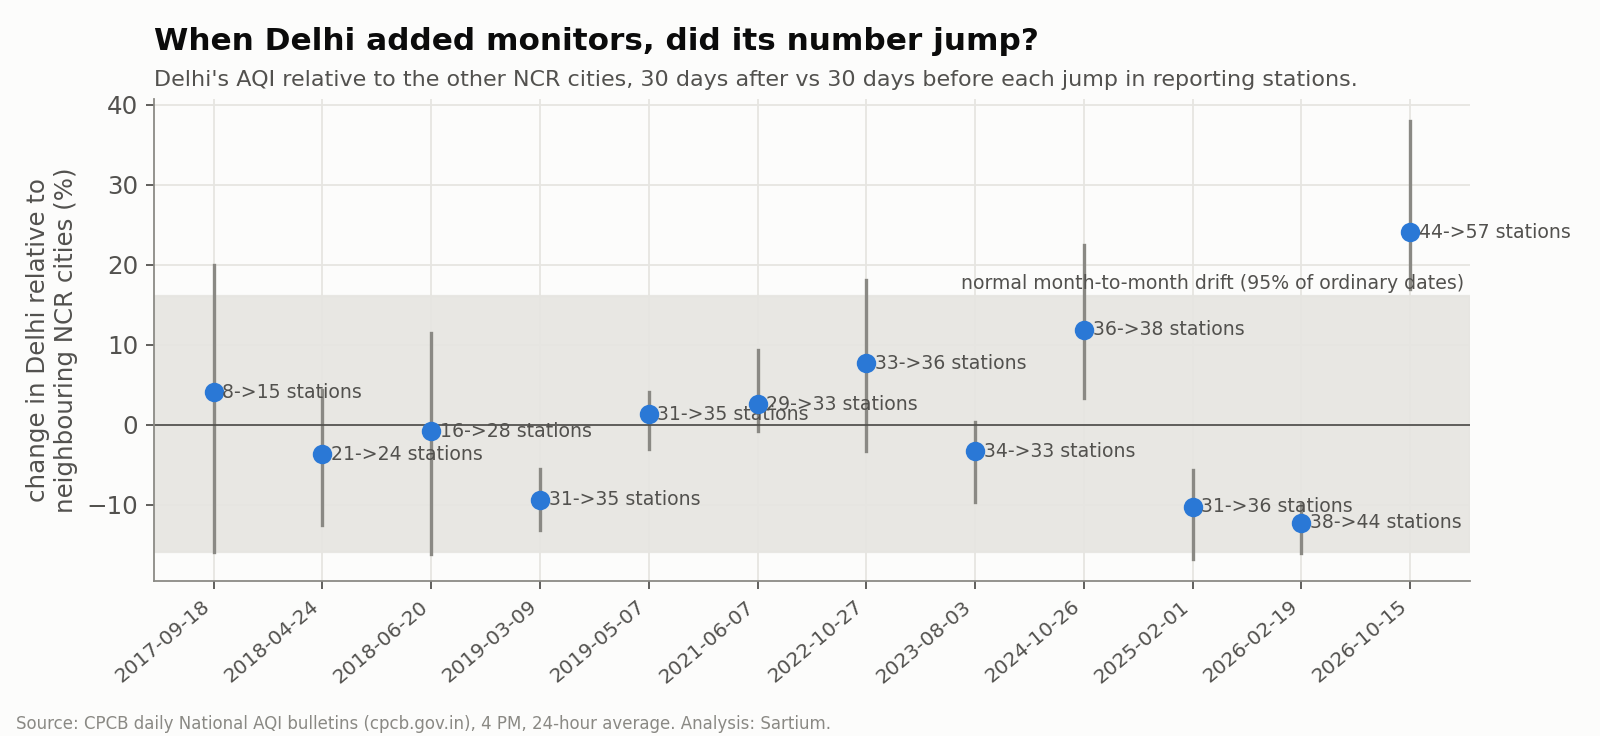 When Delhi added monitors, did its number jump?
Delhi's AQI relative to the other NCR cities, 30 days after vs 30 days before each jump in reporting stations.
change in Delhi relative to
neighbouring NCR cities (%)
40
30
20
10
0
−10
44->57 stations
normal month-to-month drift (95% of ordinary dates)
36->38 stations
33->36 stations
8->15 stations
29->33 stations
31->35 stations
16->28 stations
21->24 stations
34->33 stations
31->35 stations
31->36 stations
38->44 stations
2017-09-18
2018-04-24
2018-06-20
2019-03-09
2019-05-07
2021-06-07
2022-10-27
2023-08-03
2024-10-26
2025-02-01
2026-02-19
2026-10-15
Source: CPCB daily National AQI bulletins (cpcb.gov.in), 4 PM, 24-hour average. Analysis: Sartium.